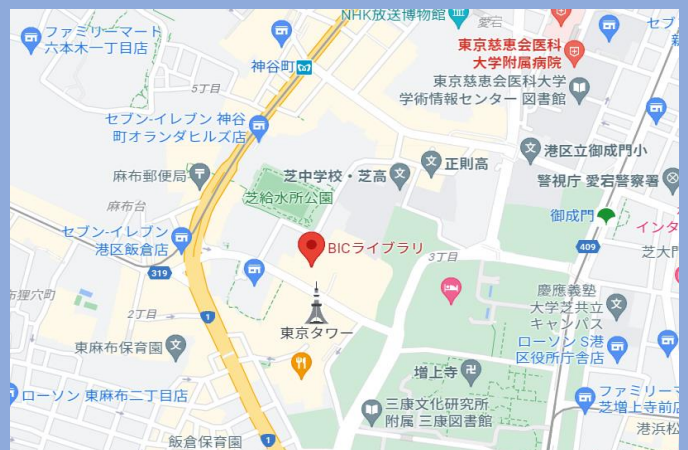 NHK放送博物館
愛宕
セブ
ファミリーマート
六本木一丁目店
東京慈恵会医科
大学附属病院
神谷町
5丁目
東京慈恵会医科大学
学術情報センター 図書館
セブン-イレブン 神谷
町オランダヒルズ店
港区立御成門小
正則高
芝中学校・芝高
麻布郵便局
警視庁 愛宕警察署
芝給水所公園
麻布台
御成門
インタ
セブン-イレブン
港区飯倉店
BICライブラリ
3丁目
409
芝大門
319
慶應義塾
大学芝共立
キャンパス
布狸穴町
2丁目
1
東京タワー
東麻布保育園
ローソン S港
区役所庁舎店
増上寺
ローソン 東麻布二丁目店
三康文化研究所
附属 三康図書館
ファミリーマ
芝増上寺前店
港浜松
飯倉保育園
1